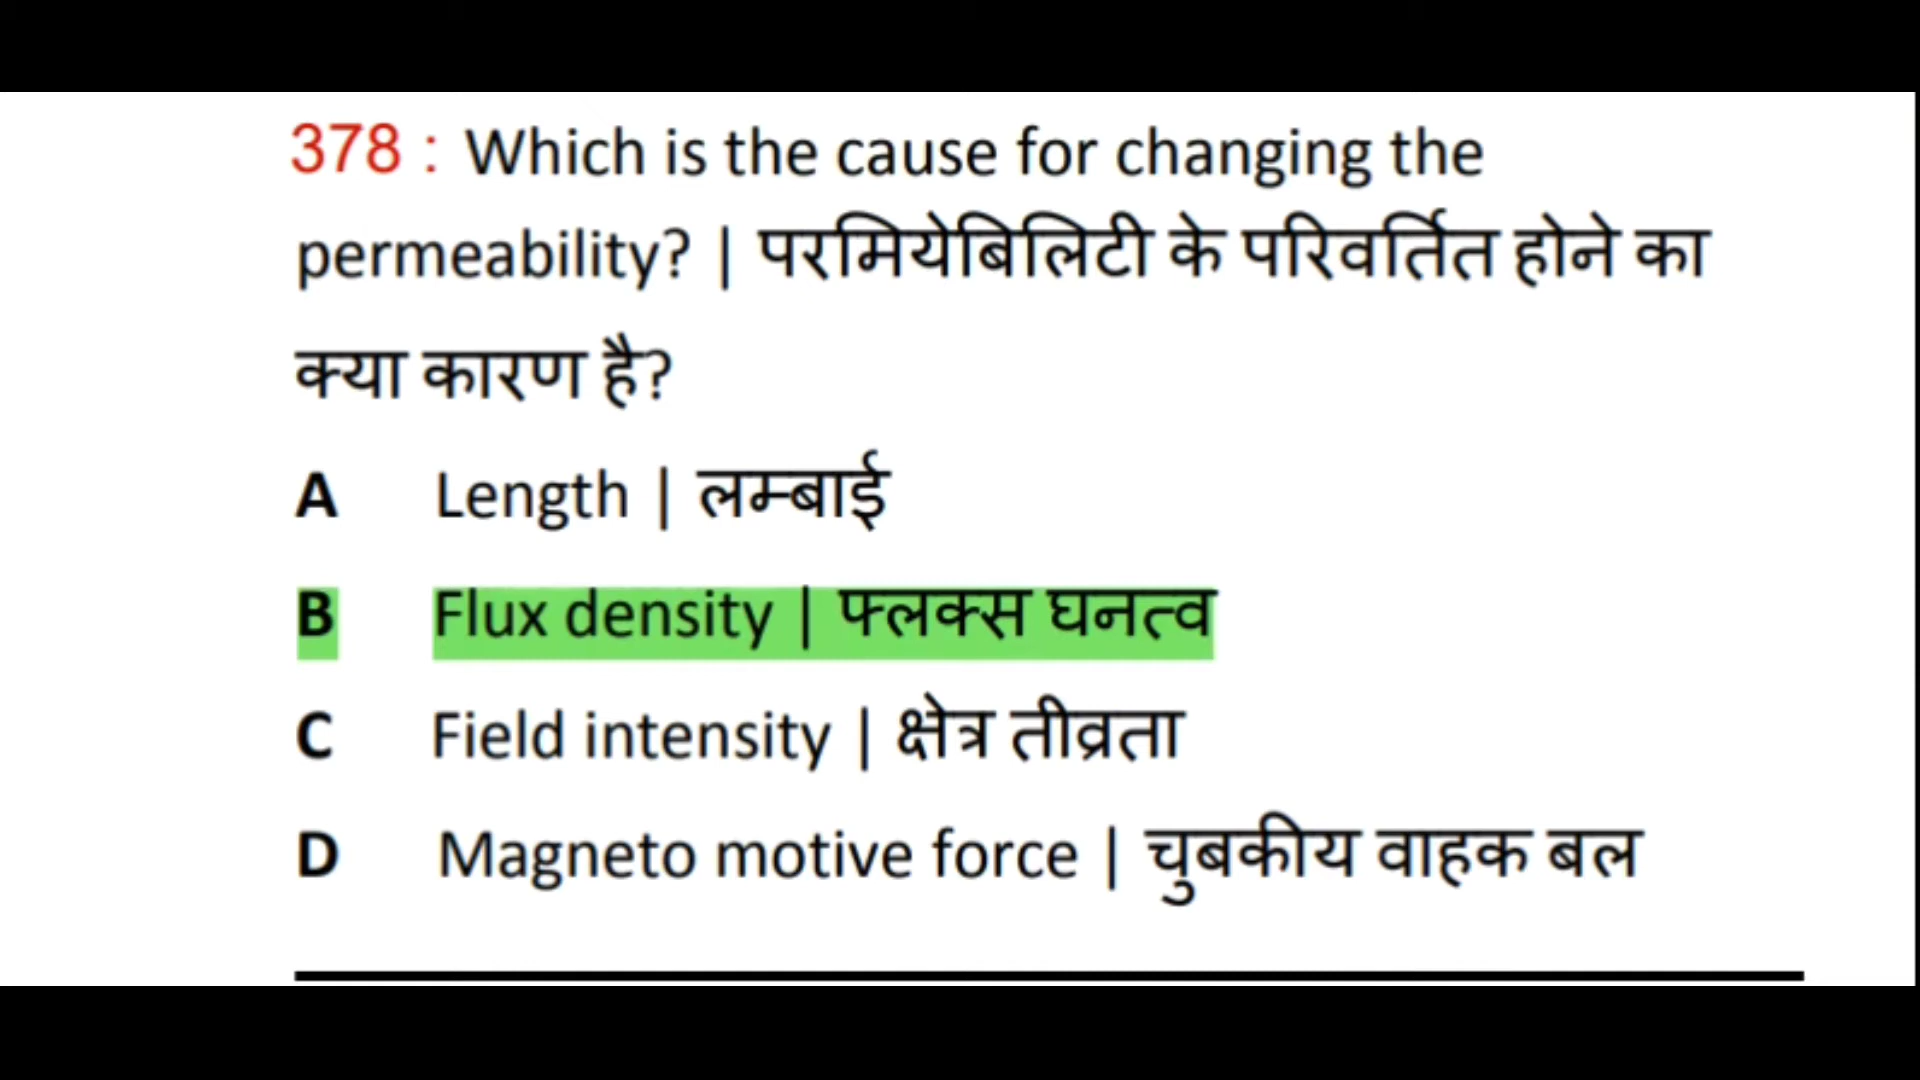 378 : Which is the cause for changing the
permeability? | परमियेबिलिटी के परिवर्तित होने का
क्या कारण है?
A Length | लम्बाई
B Flux density | फ्लक्स घनत्व
C Field intensity | क्षेत्र तीव्रता
D Magneto motive force | चुबकीय वाहक बल